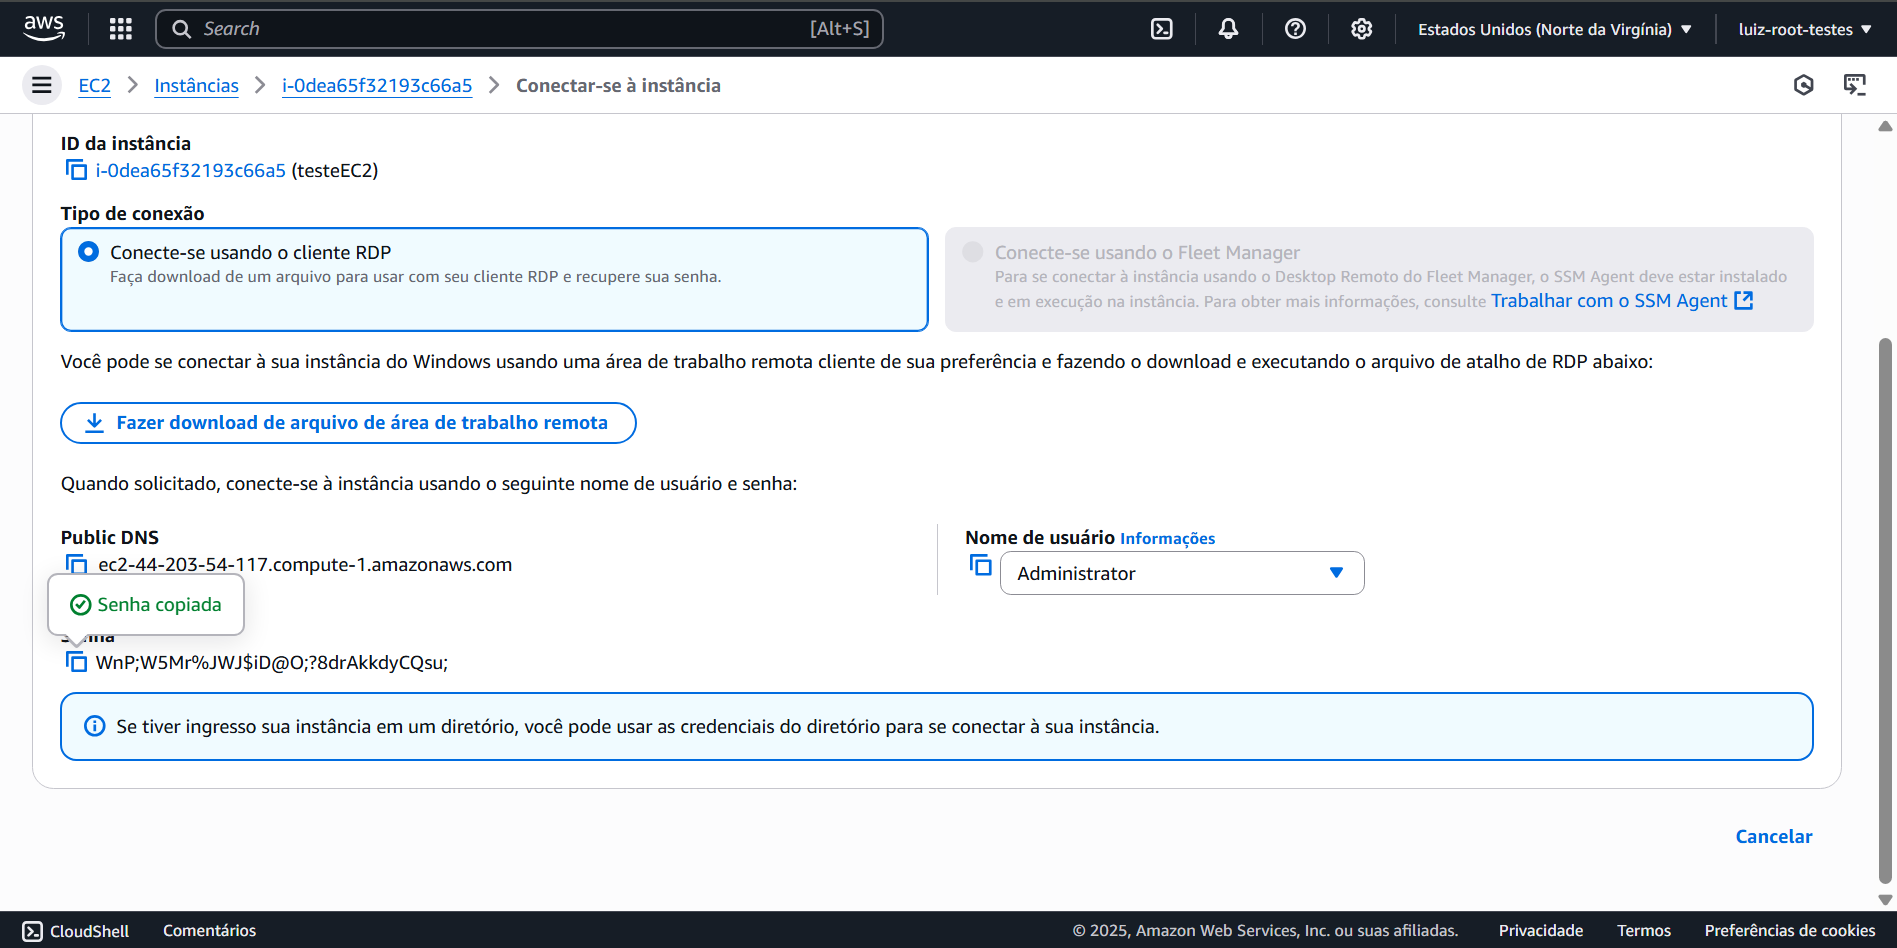 aws
Search
[Alt+S]
Estados Unidos (Norte da Virgínia)
luiz-root-testes
EC2
Instâncias
i-0dea65f32193c66a5
Conectar-se à instância
ID da instância
i-0dea65f32193c66a5 (testeEC2)
Tipo de conexão
Conecte-se usando o cliente RDP
Faça download de um arquivo para usar com seu cliente RDP e recupere sua senha.
Conecte-se usando o Fleet Manager
Para se conectar à instância usando o Desktop Remoto do Fleet Manager, o SSM Agent deve estar instalado
e em execução na instância. Para obter mais informações, consulte Trabalhar com o SSM Agent
Você pode se conectar à sua instância do Windows usando uma área de trabalho remota cliente de sua preferência e fazendo o download e executando o arquivo de atalho de RDP abaixo:
Fazer download de arquivo de área de trabalho remota
Quando solicitado, conecte-se à instância usando o seguinte nome de usuário e senha:
Public DNS
ec2-44-203-54-117.compute-1.amazonaws.com
Nome de usuário Informações
Administrator
Senha copiada
WnP;W5Mr%JWJ$iD@O;?8drAkkdyCQsu;
Se tiver ingresso sua instância em um diretório, você pode usar as credenciais do diretório para se conectar à sua instância.
Cancelar
CloudShell
Comentários
© 2025, Amazon Web Services, Inc. ou suas afiliadas.
Privacidade
Termos
Preferências de cookies